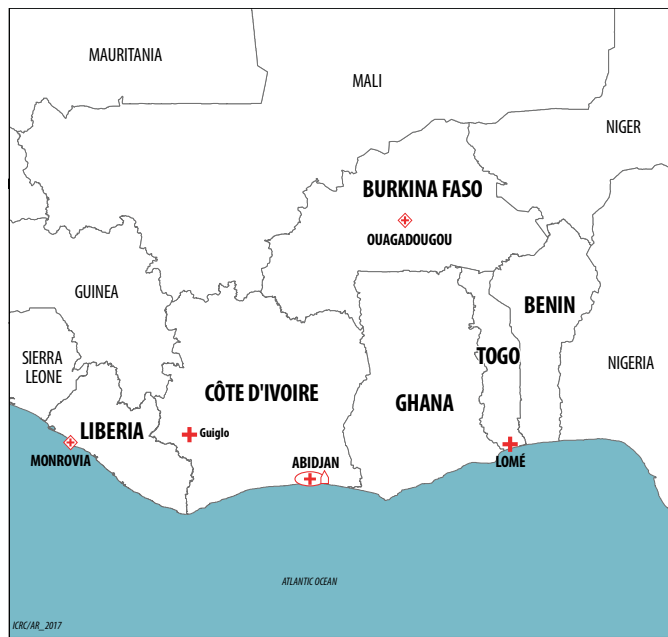 MAURITANIA
MALI
NIGER
BURKINA FASO
OUAGADOUGOU
GUINEA
BENIN
SIERRA
LEONE
TOGO
NIGERIA
CÔTE D'IVOIRE
GHANA
LIBERIA
Guiglo
MONROVIA
ABIDJAN
LOMÉ
ATLANTIC OCEAN
ICRC/AR_2017